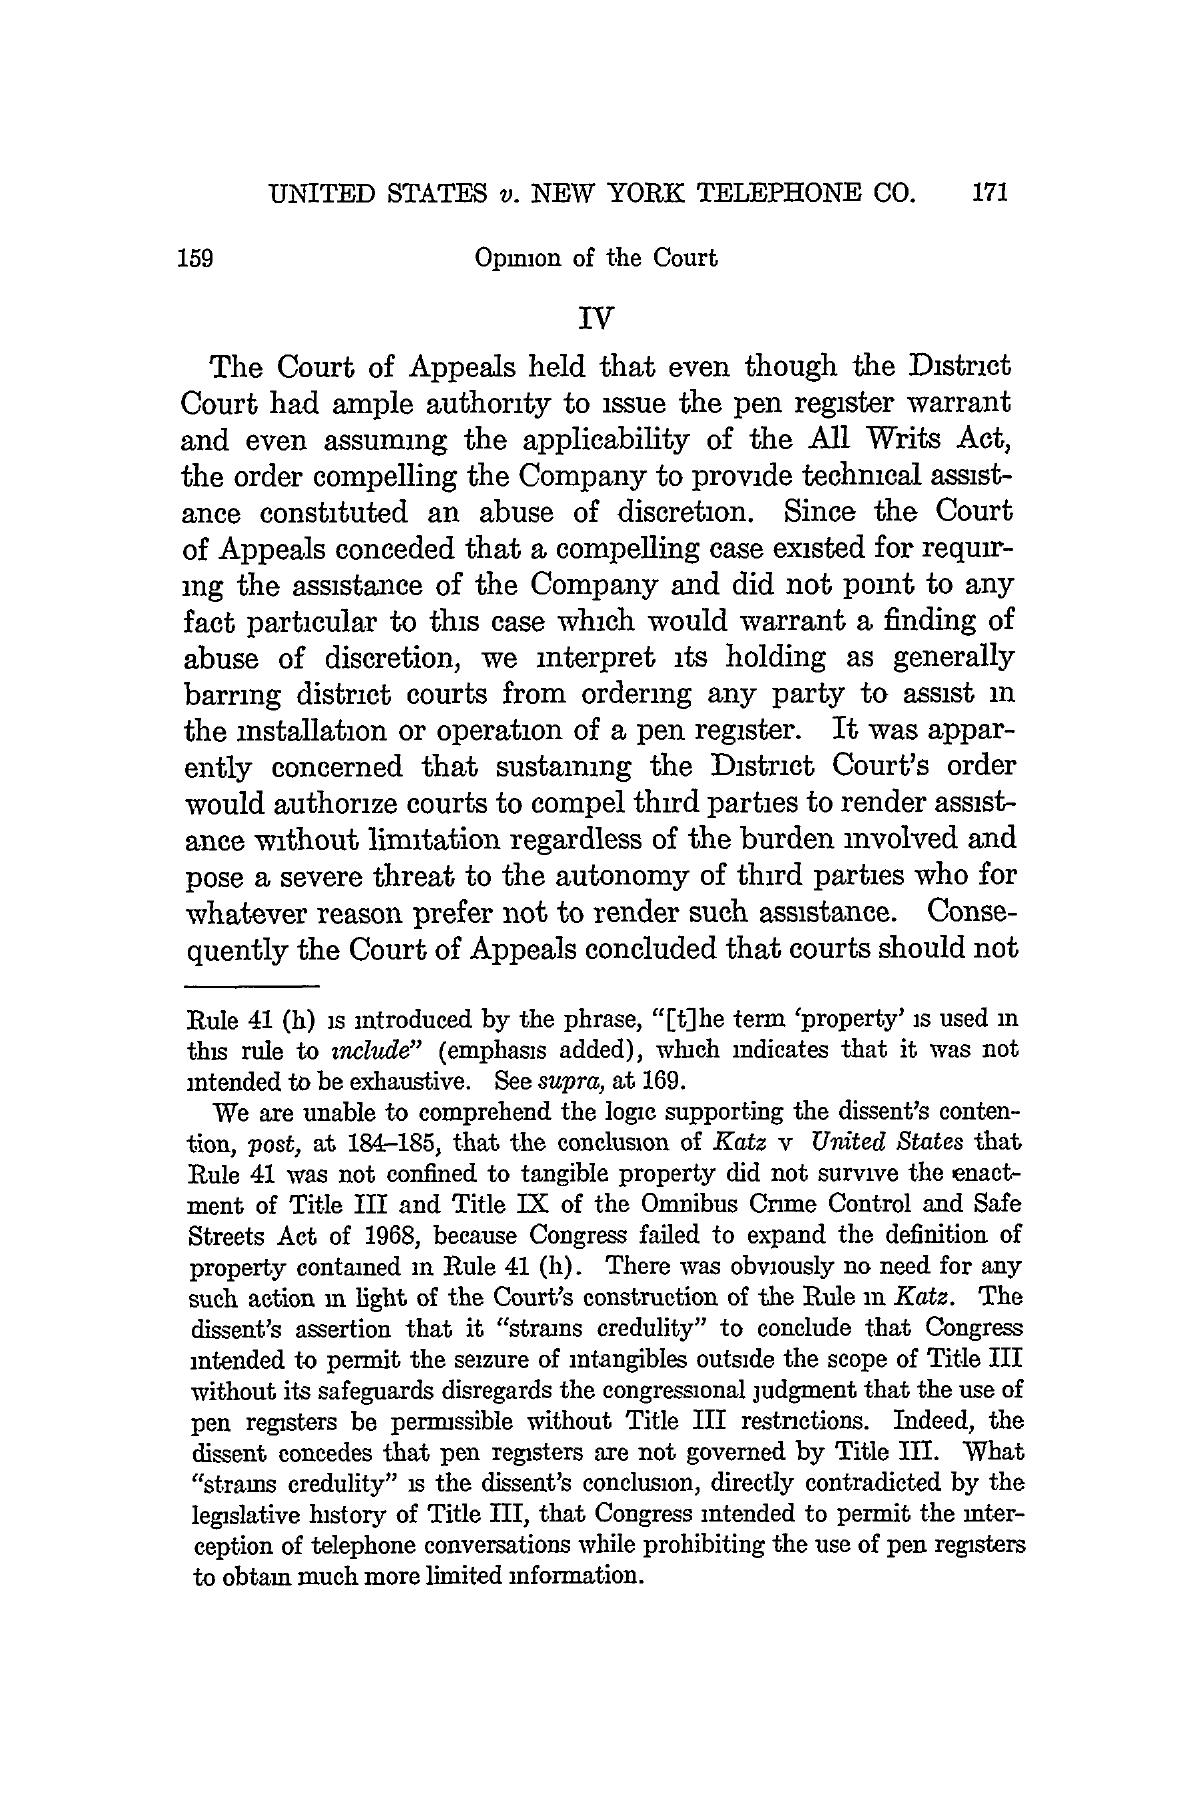 UNITED STATES v. NEW YORK TELEPHONE CO. 171
159 Opinion of the Court
IV
The Court of Appeals held that even though the District
Court had ample authority to issue the pen register warrant
and even assuming the applicability of the All Writs Act,
the order compelling the Company to provide technical assist-
ance constituted an abuse of discretion. Since the Court
of Appeals conceded that a compelling case existed for requir-
ing the assistance of the Company and did not point to any
fact particular to this case which would warrant a finding of
abuse of discretion, we interpret its holding as generally
barring district courts from ordering any party to assist in
the installation or operation of a pen register. It was appar-
ently concerned that sustaining the District Court's order
would authorize courts to compel third parties to render assist-
ance without limitation regardless of the burden involved and
pose a severe threat to the autonomy of third parties who for
whatever reason prefer not to render such assistance. Conse-
quently the Court of Appeals concluded that courts should not
Rule 41 (h) is introduced by the phrase, "[t]he term 'property' is used in
this rule to include" (emphasis added), which indicates that it was not
intended to be exhaustive. See supra, at 169.
We are unable to comprehend the logic supporting the dissent's conten-
tion, post, at 184–185, that the conclusion of Katz v United States that
Rule 41 was not confined to tangible property did not survive the enact-
ment of Title III and Title IX of the Omnibus Crime Control and Safe
Streets Act of 1968, because Congress failed to expand the definition of
property contained in Rule 41 (h). There was obviously no need for any
such action in light of the Court's construction of the Rule in Katz. The
dissent's assertion that it "strains credulity" to conclude that Congress
intended to permit the seizure of intangibles outside the scope of Title III
without its safeguards disregards the congressional judgment that the use of
pen registers be permissible without Title III restrictions. Indeed, the
dissent concedes that pen registers are not governed by Title III. What
"strains credulity" is the dissent's conclusion, directly contradicted by the
legislative history of Title III, that Congress intended to permit the inter-
ception of telephone conversations while prohibiting the use of pen registers
to obtain much more limited information.